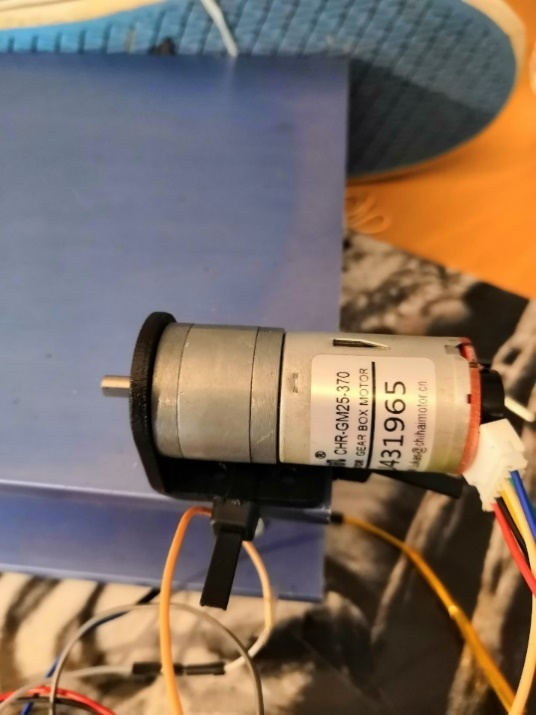 ®
CHR-GM25-370
GEAR BOX MOTOR
431965
@chihaimotor.cn